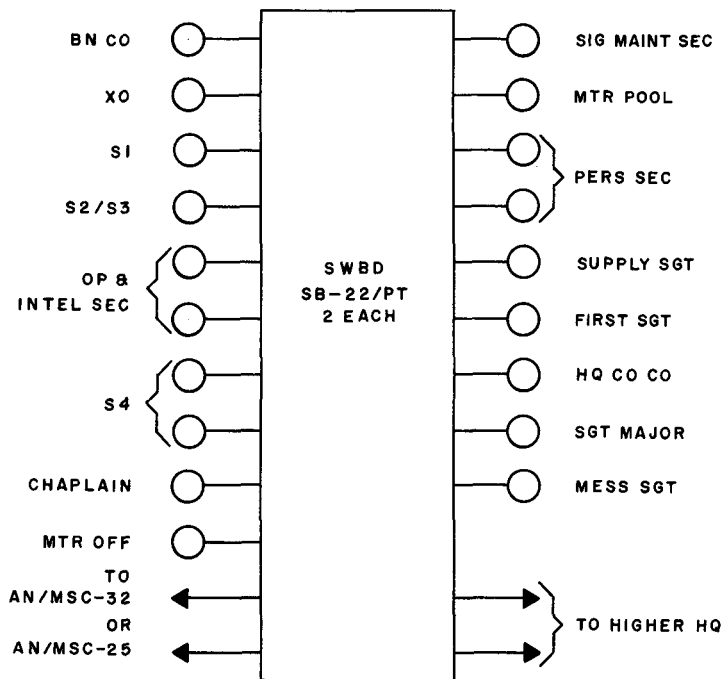 BN CO
XO
S1
S2/S3
OP &
INTEL SEC
S4
CHAPLAIN
MTR OFF
TO
AN/MSC-32
OR
AN/MSC-25
SWBD
SB-22/PT
2 EACH
SIG MAINT SEC
MTR POOL
PERS SEC
SUPPLY SGT
FIRST SGT
HQ CO CO
SGT MAJOR
MESS SGT
TO HIGHER HQ